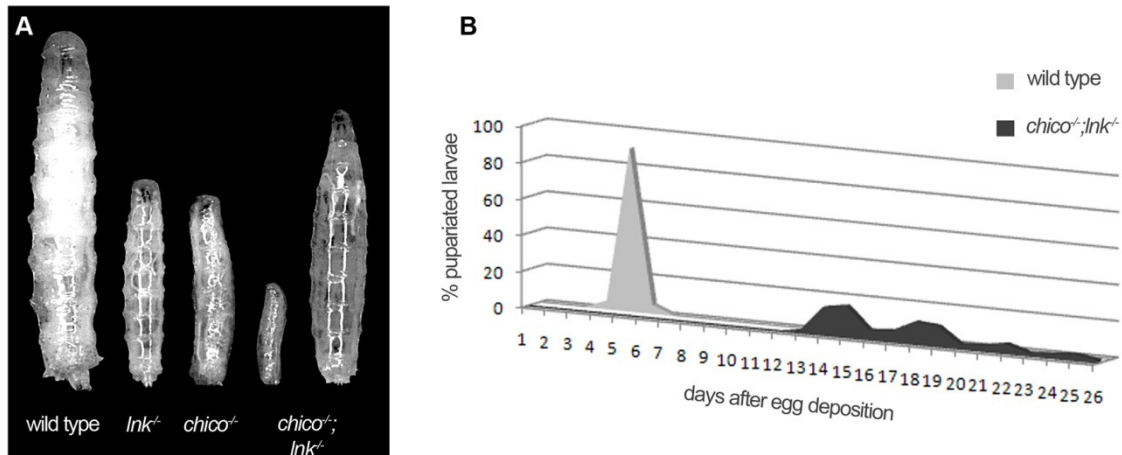 A
wild type
lnk-/-
chico-/-
chico-/-;
lnk-/-
B
wild type
chico-/-;lnk-/-
% pupariated larvae
100
80
60
40
20
0
1 2 3 4 5 6 7 8 9 10 11 12 13 14 15 16 17 18 19 20 21 22 23 24 25 26
days after egg deposition